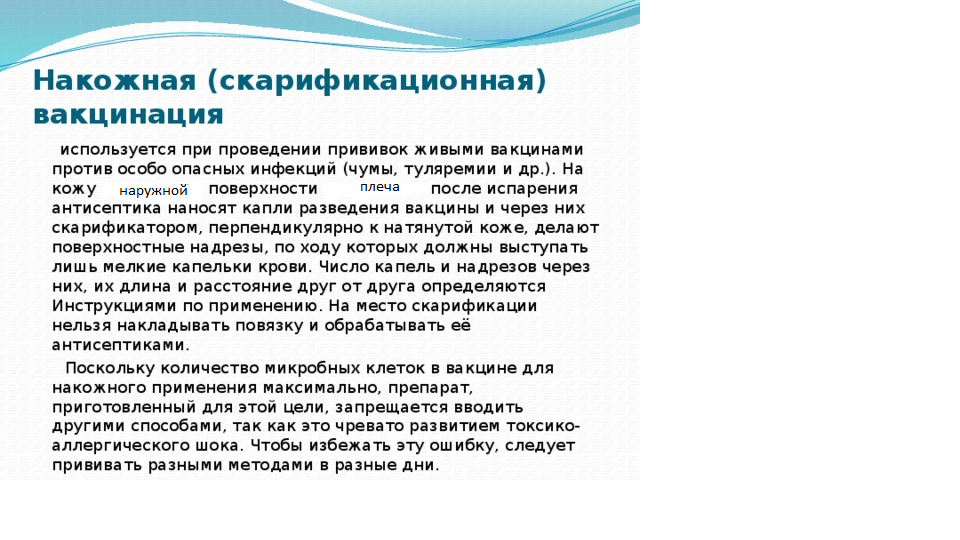 Накожная (скарификационная)
вакцинация
используется при проведении прививок живыми вакцинами
против особо опасных инфекций (чумы, туляремии и др.). На
кожу наружной поверхности плеча после испарения
антисептика наносят капли разведения вакцины и через них
скарификатором, перпендикулярно к натянутой коже, делают
поверхностные надрезы, по ходу которых должны выступать
лишь мелкие капельки крови. Число капель и надрезов через
них, их длина и расстояние друг от друга определяются
Инструкциями по применению. На место скарификации
нельзя накладывать повязку и обрабатывать её
антисептиками.
Поскольку количество микробных клеток в вакцине для
накожного применения максимально, препарат,
приготовленный для этой цели, запрещается вводить
другими способами, так как это чревато развитием токсико-
аллергического шока. Чтобы избежать эту ошибку, следует
прививать разными методами в разные дни.